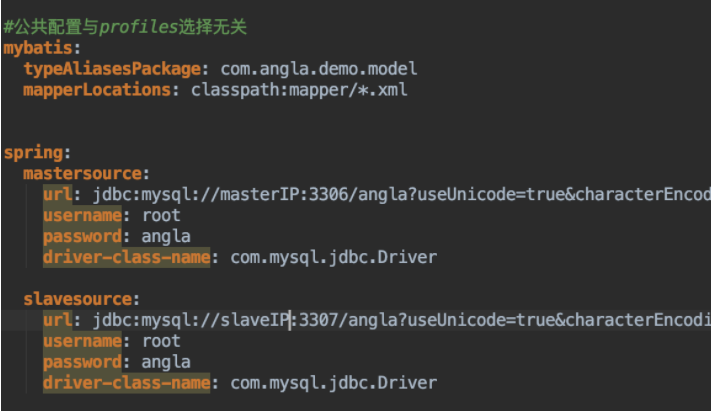 #公共配置与profiles选择无关
mybatis:
  typeAliasesPackage: com.angla.demo.model
  mapperLocations: classpath:mapper/*.xml
spring:
  mastersource:
    url: jdbc:mysql://masterIP:3306/angla?useUnicode=true&characterEncod
    username: root
    password: angla
    driver-class-name: com.mysql.jdbc.Driver
  slavesource:
    url: jdbc:mysql://slaveIP:3307/angla?useUnicode=true&characterEncodi
    username: root
    password: angla
    driver-class-name: com.mysql.jdbc.Driver